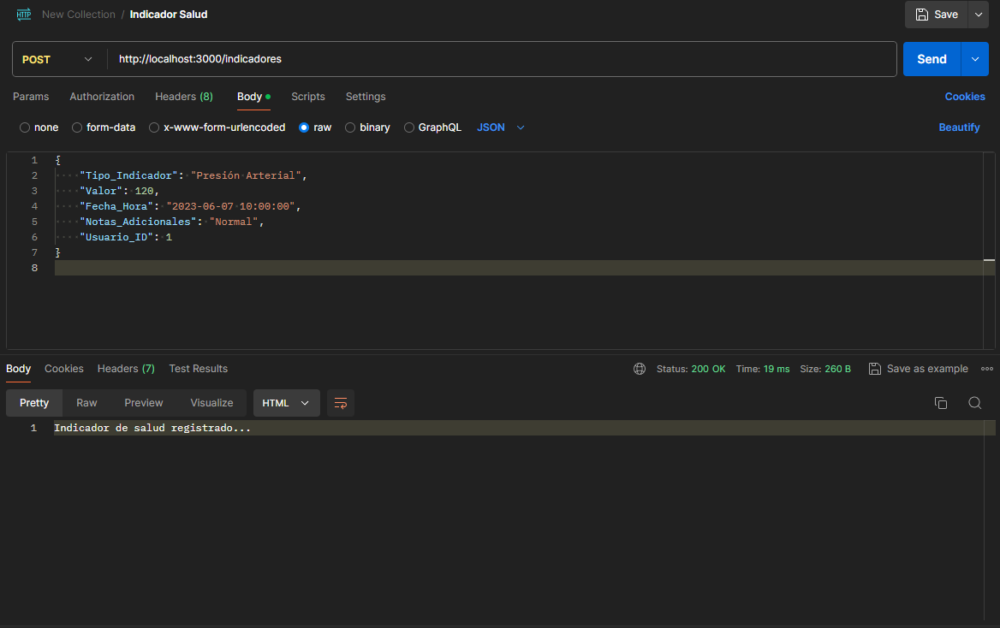 HTTP New Collection / Indicador Salud Save
POST http://localhost:3000/indicadores Send
Params Authorization Headers (8) Body Scripts Settings Cookies
none form-data x-www-form-urlencoded raw binary GraphQL JSON Beautify
1 {
2 "Tipo_Indicador": "Presión Arterial",
3 "Valor": 120,
4 "Fecha_Hora": "2023-06-07 10:00:00",
5 "Notas_Adicionales": "Normal",
6 "Usuario_ID": 1
7 }
8
Body Cookies Headers (7) Test Results Status: 200 OK Time: 19 ms Size: 260 B Save as example
Pretty Raw Preview Visualize HTML
1 Indicador de salud registrado...